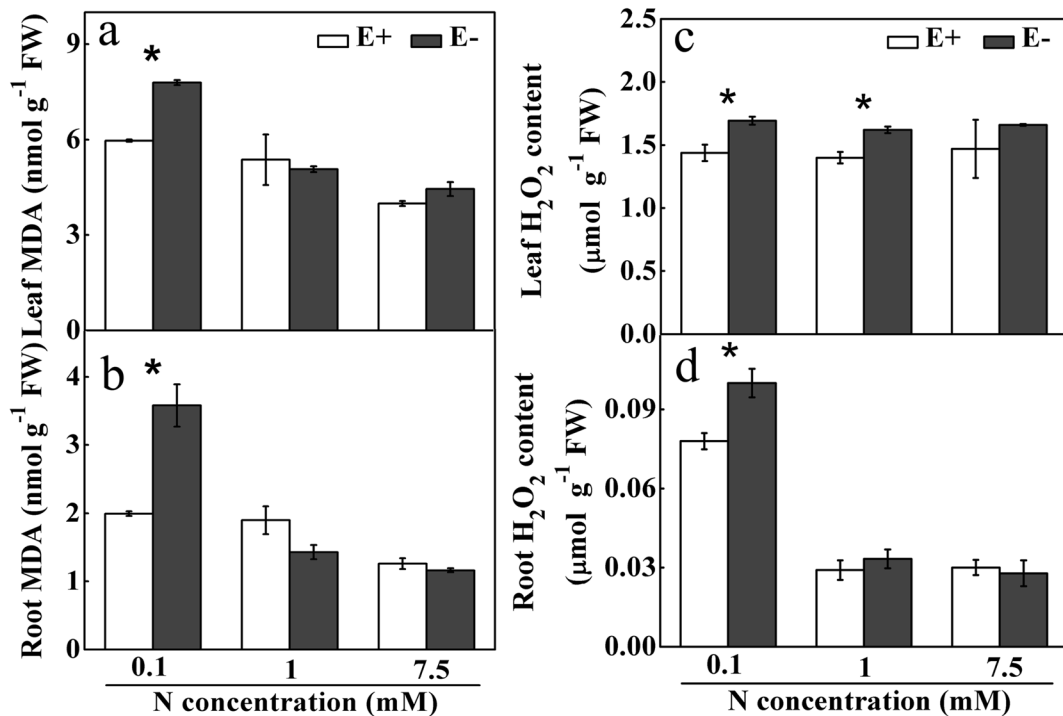 a
E+ E-
*
9
6
3
0
Leaf MDA (nmol g⁻¹ FW)
b
*
4
3
2
1
0
Root MDA (nmol g⁻¹ FW)
0.1 1 7.5
N concentration (mM)
c
E+ E-
* *
2.5
2.0
1.5
1.0
0.5
0.0
Leaf H₂O₂ content
(μmol g⁻¹ FW)
d
*
0.09
0.06
0.03
0.00
Root H₂O₂ content
(μmol g⁻¹ FW)
0.1 1 7.5
N concentration (mM)